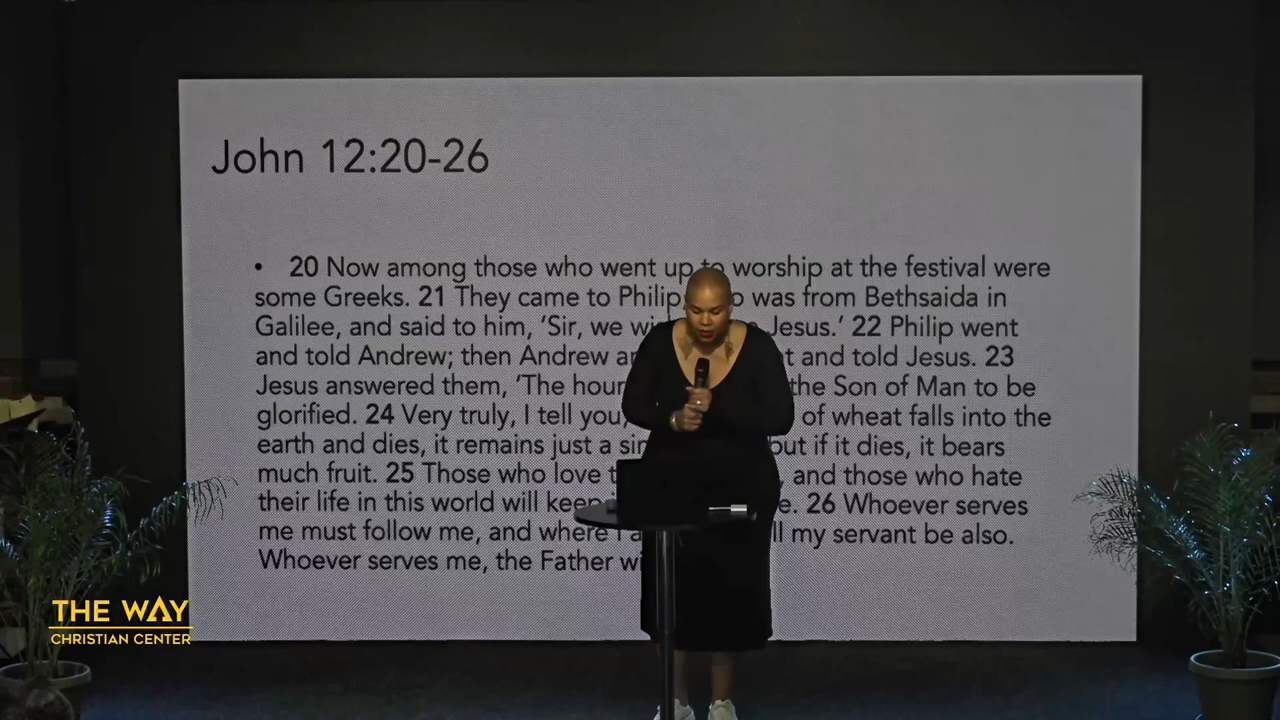 John 12:20-26
• 20 Now among those who went up to worship at the festival were
some Greeks. 21 They came to Philip, was from Bethsaida in
Galilee, and said to him, ‘Sir, we Jesus.’ 22 Philip went
and told Andrew; then Andrew and told Jesus. 23
Jesus answered them, ‘The hour the Son of Man to be
glorified. 24 Very truly, I tell you, of wheat falls into the
earth and dies, it remains just a but if it dies, it bears
much fruit. 25 Those who love and those who hate
their life in this world will keep 26 Whoever serves
me must follow me, and where I my servant be also.
Whoever serves me, the Father
THE WAY
CHRISTIAN CENTER